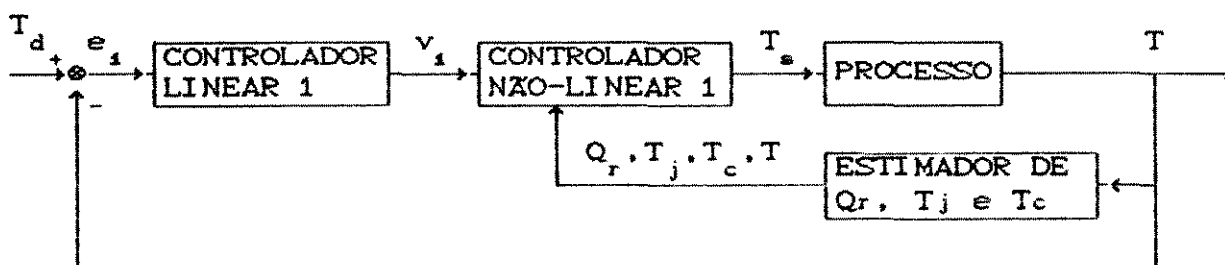 T_d + e_1 CONTROLADOR LINEAR 1 v_1 CONTROLADOR NÃO-LINEAR 1 T_s PROCESSO T
-
Q_r, T_j, T_c, T
ESTIMADOR DE
Qr, Tj e Tc